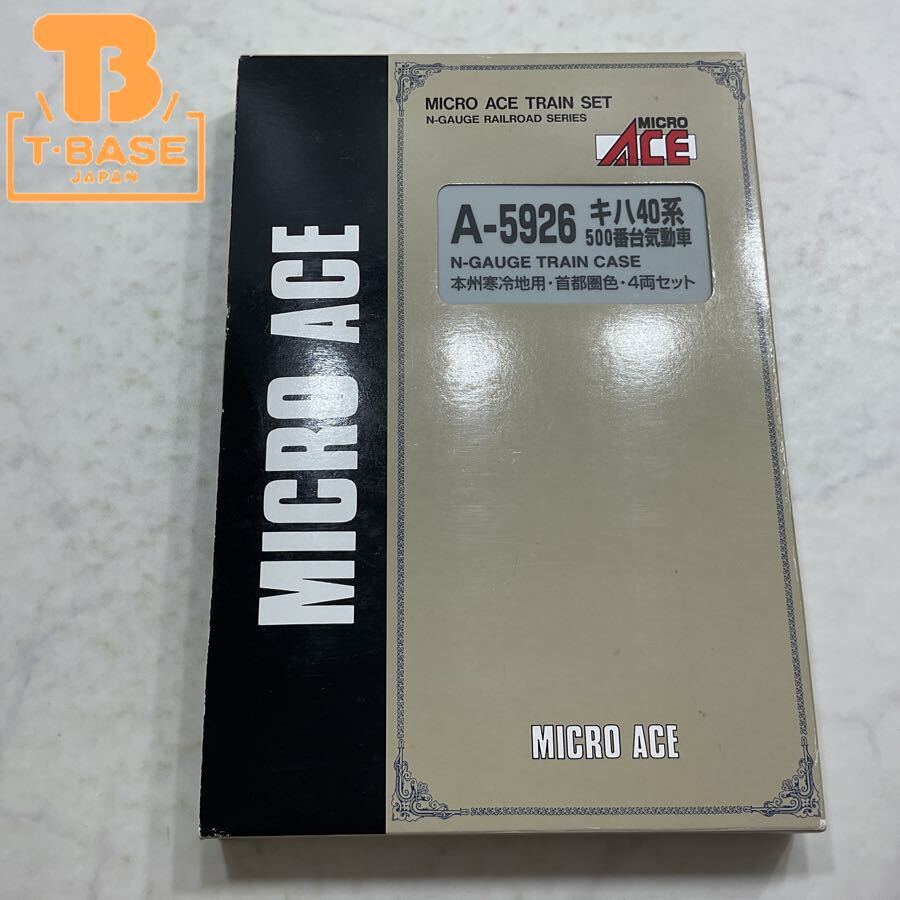 TB
T·BASE
JAPAN
MICRO ACE
MICRO ACE TRAIN SET
N-GAUGE RAILROAD SERIES
MICRO
ACE
A-5926 キハ40系
500番台気動車
N-GAUGE TRAIN CASE
本州寒冷地用・首都圏色・4両セット
MICRO ACE